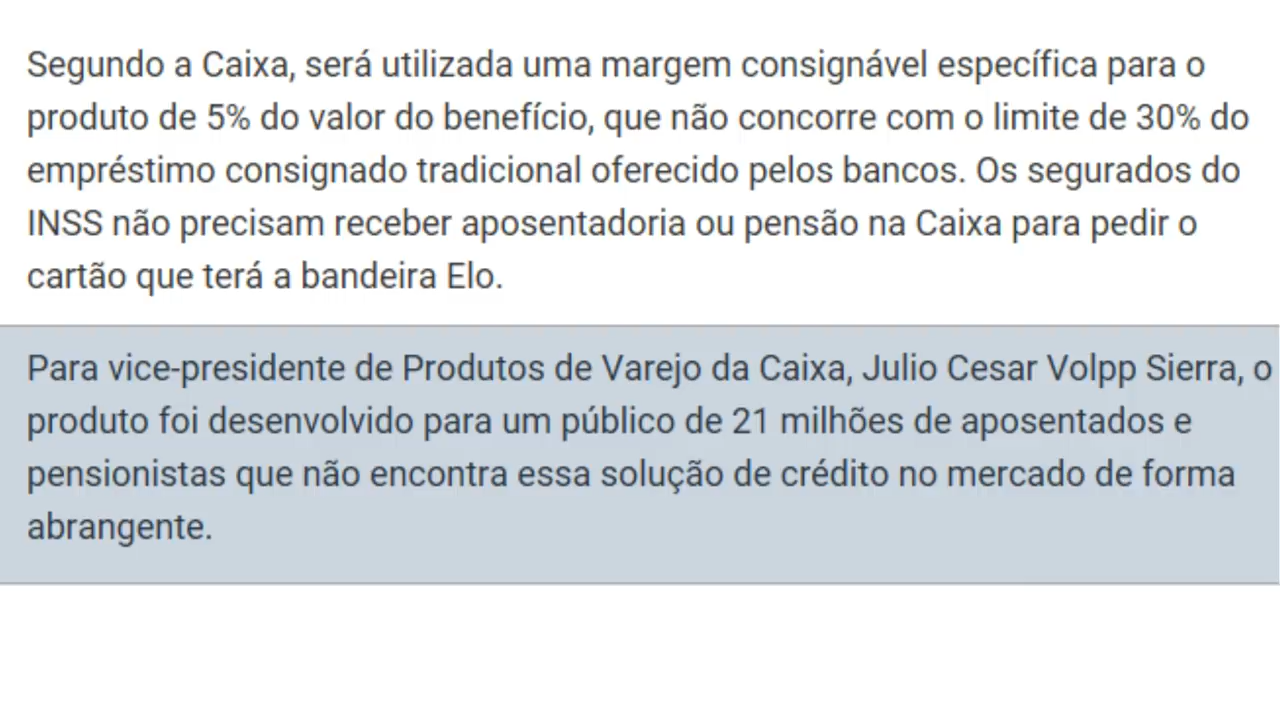 Segundo a Caixa, será utilizada uma margem consignável específica para o
produto de 5% do valor do benefício, que não concorre com o limite de 30% do
empréstimo consignado tradicional oferecido pelos bancos. Os segurados do
INSS não precisam receber aposentadoria ou pensão na Caixa para pedir o
cartão que terá a bandeira Elo.
Para vice-presidente de Produtos de Varejo da Caixa, Julio Cesar Volpp Sierra, o
produto foi desenvolvido para um público de 21 milhões de aposentados e
pensionistas que não encontra essa solução de crédito no mercado de forma
abrangente.